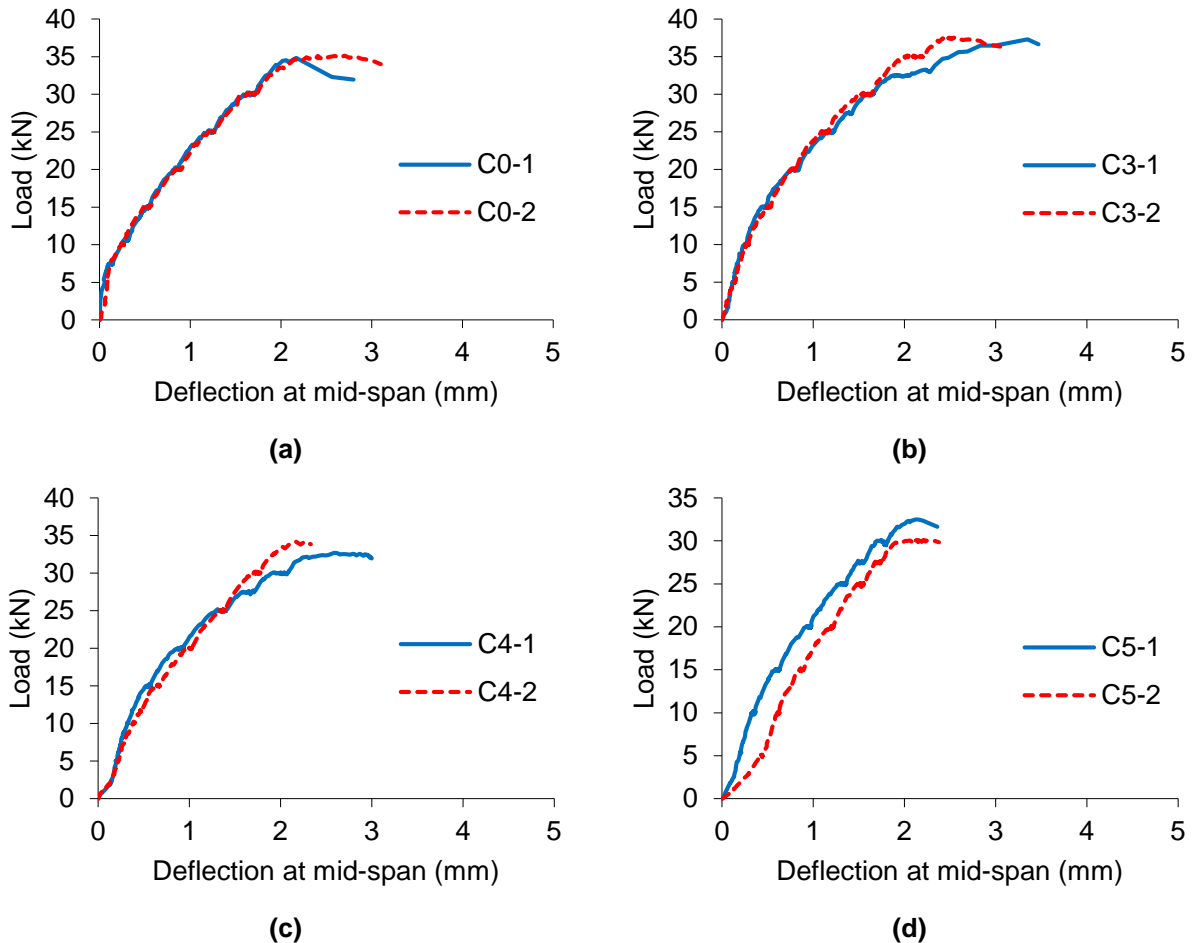 40
35
30
25
20
15
10
5
0
Load (kN)
C0-1
C0-2
0 1 2 3 4 5
Deflection at mid-span (mm)
(a)
40
35
30
25
20
15
10
5
0
Load (kN)
C3-1
C3-2
0 1 2 3 4 5
Deflection at mid-span (mm)
(b)
40
35
30
25
20
15
10
5
0
Load (kN)
C4-1
C4-2
0 1 2 3 4 5
Deflection at mid-span (mm)
(c)
35
30
25
20
15
10
5
0
Load (kN)
C5-1
C5-2
0 1 2 3 4 5
Deflection at mid-span (mm)
(d)